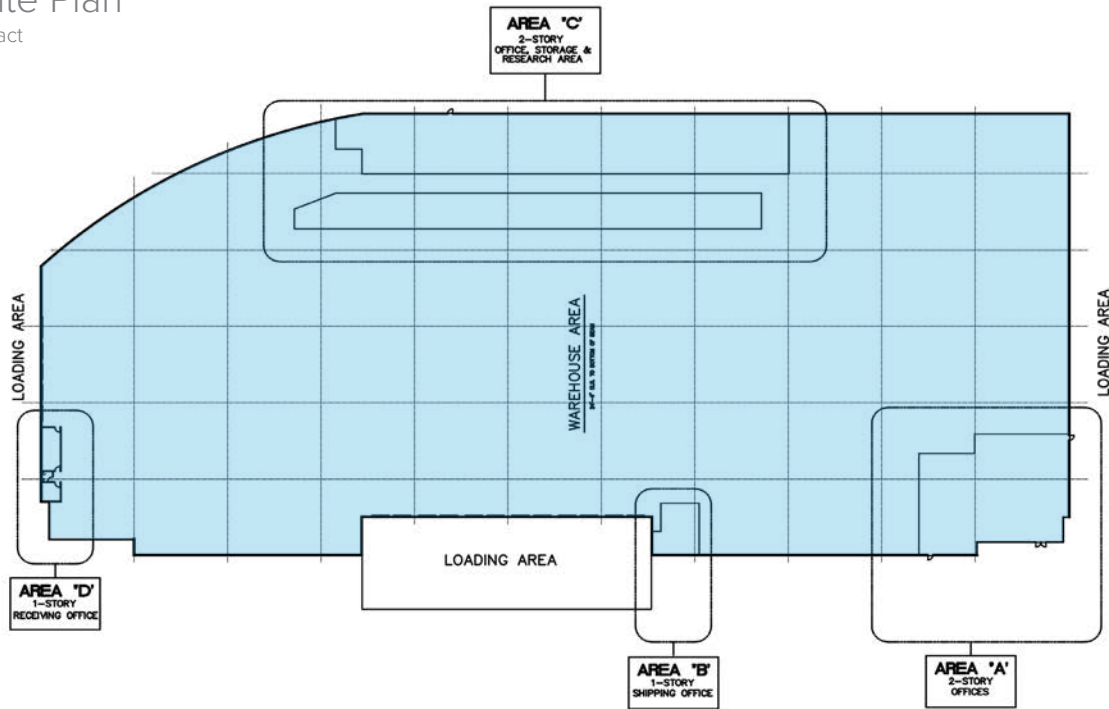 ite Plan
act
AREA "C"
2-STORY
OFFICE, STORAGE &
RESEARCH AREA
LOADING AREA
WAREHOUSE AREA
LOADING AREA
LOADING AREA
AREA "D"
1-STORY
RECEIVING OFFICE
AREA "B"
1-STORY
SHIPPING OFFICE
AREA "A"
2-STORY
OFFICES